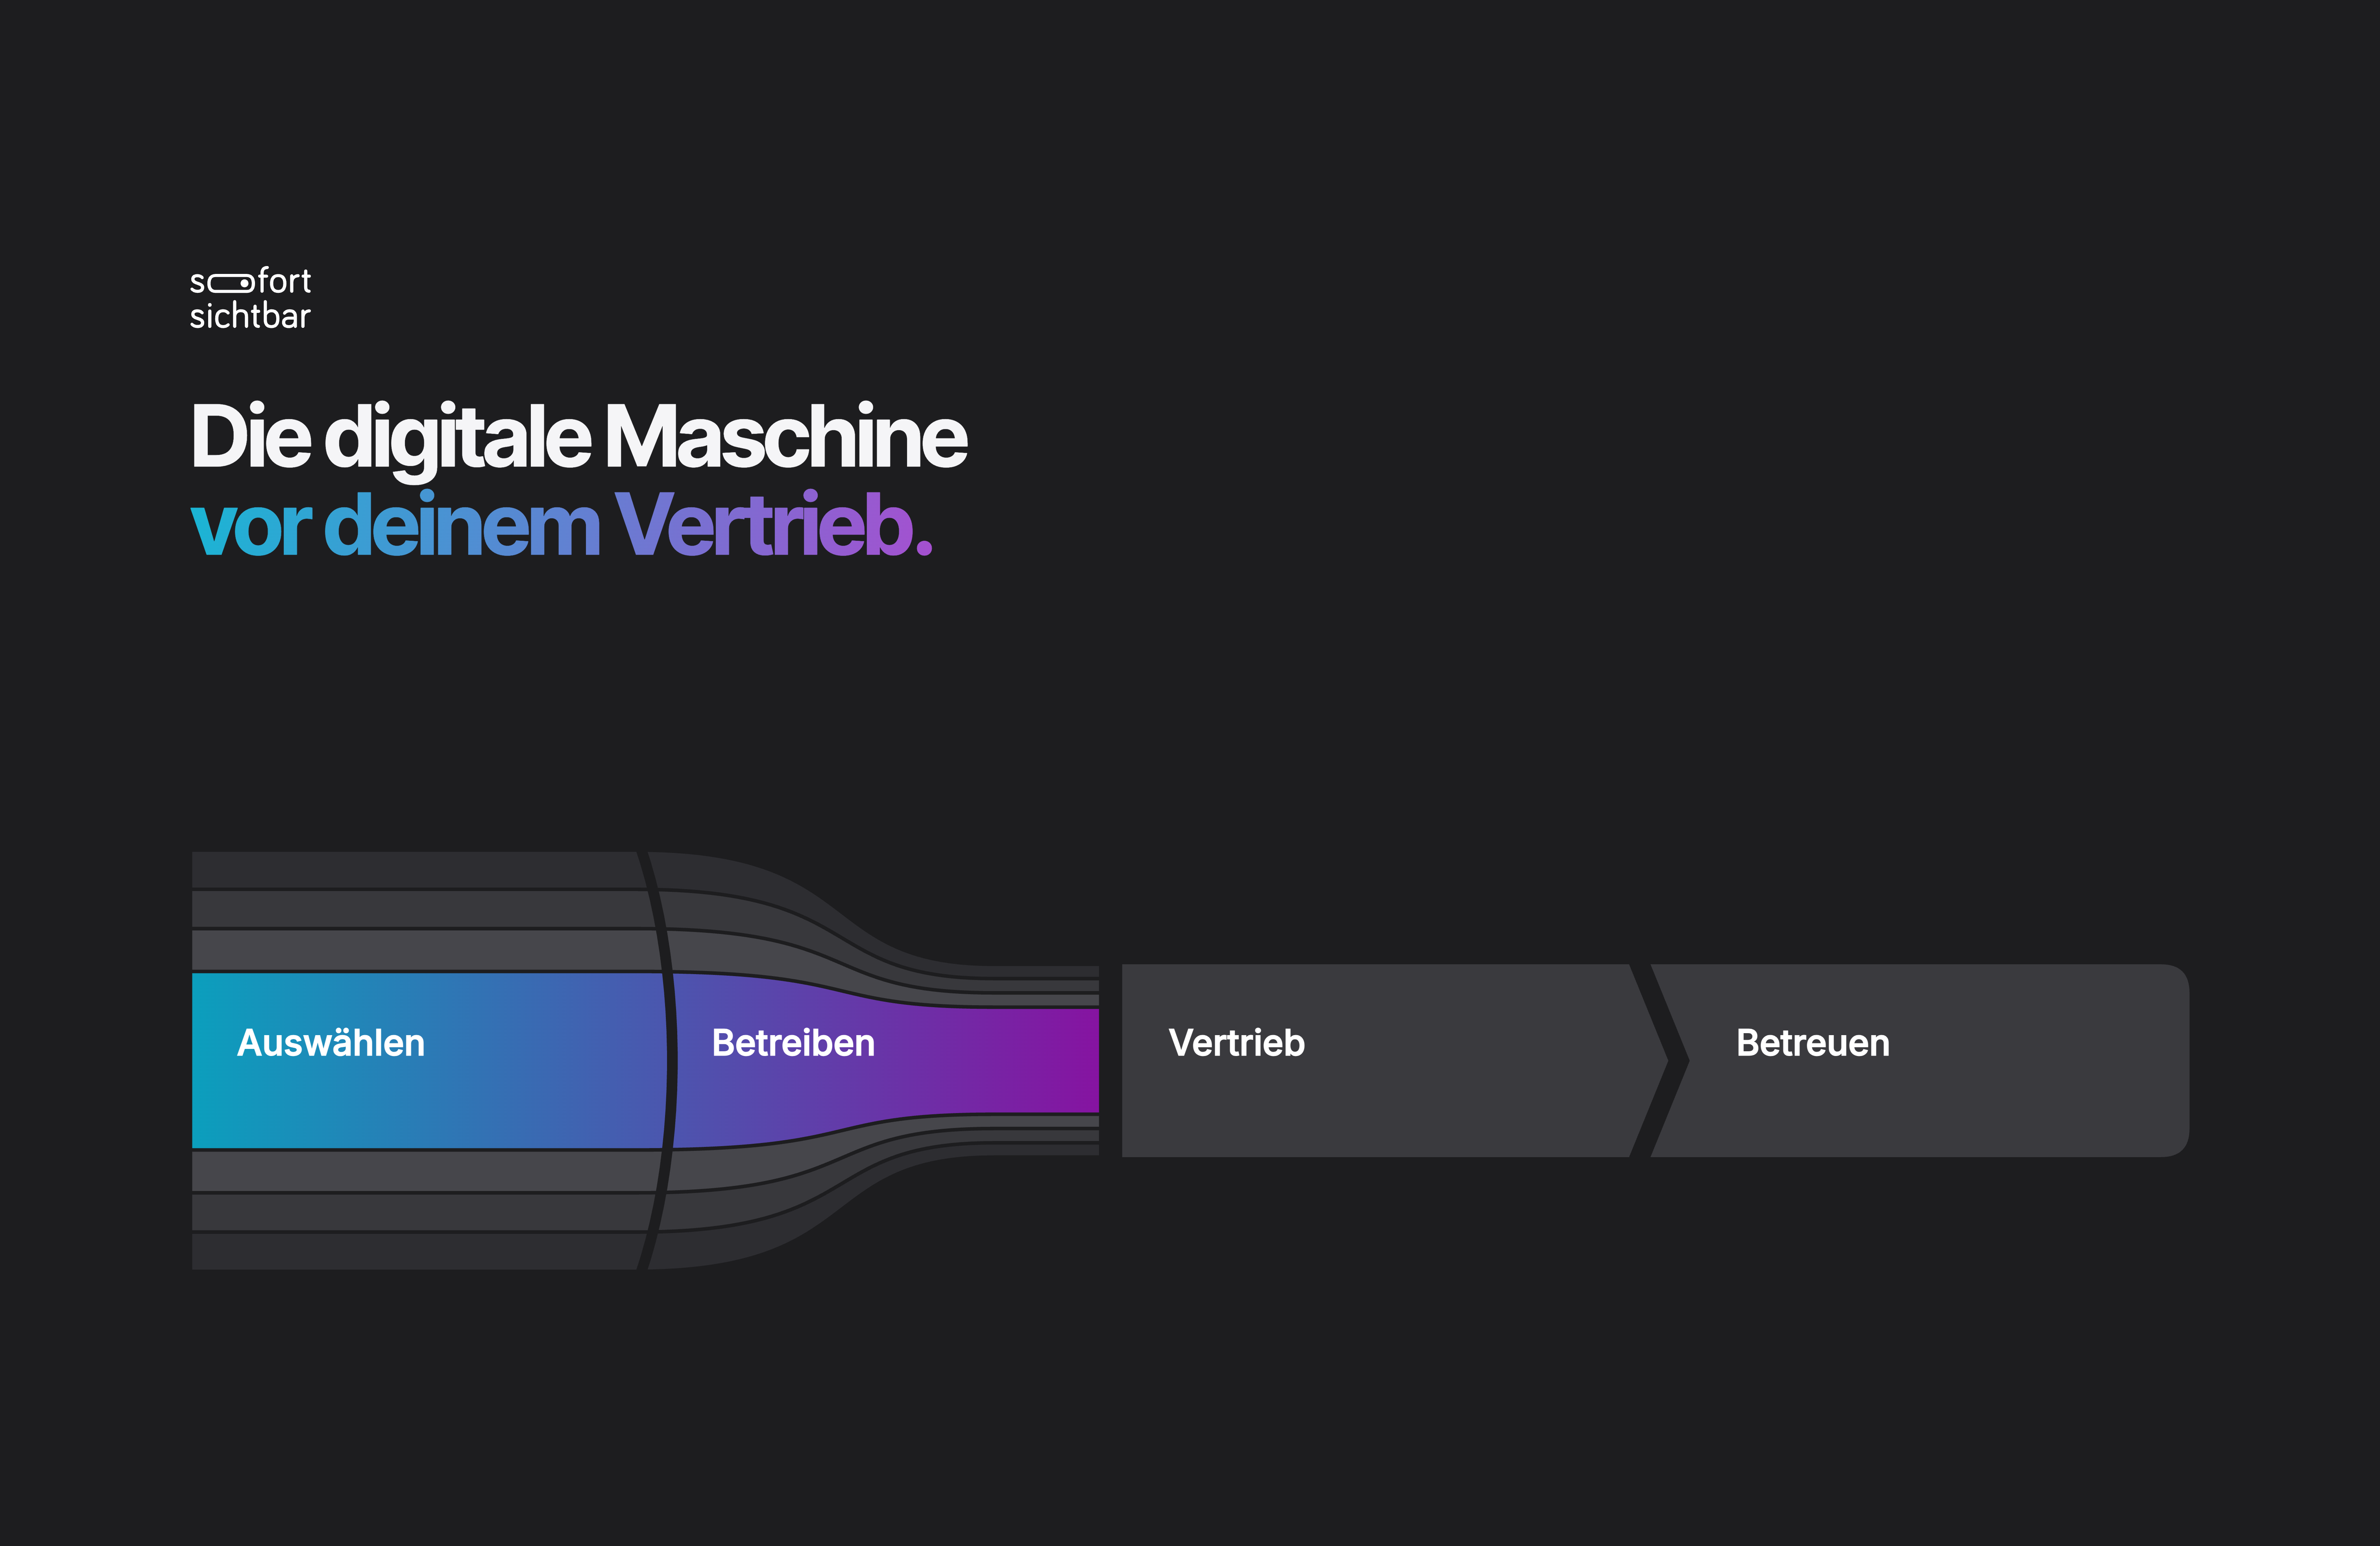 sofort
sichtbar
Die digitale Maschine
vor deinem Vertrieb.
Auswählen
Betreiben
Vertrieb
Betreuen